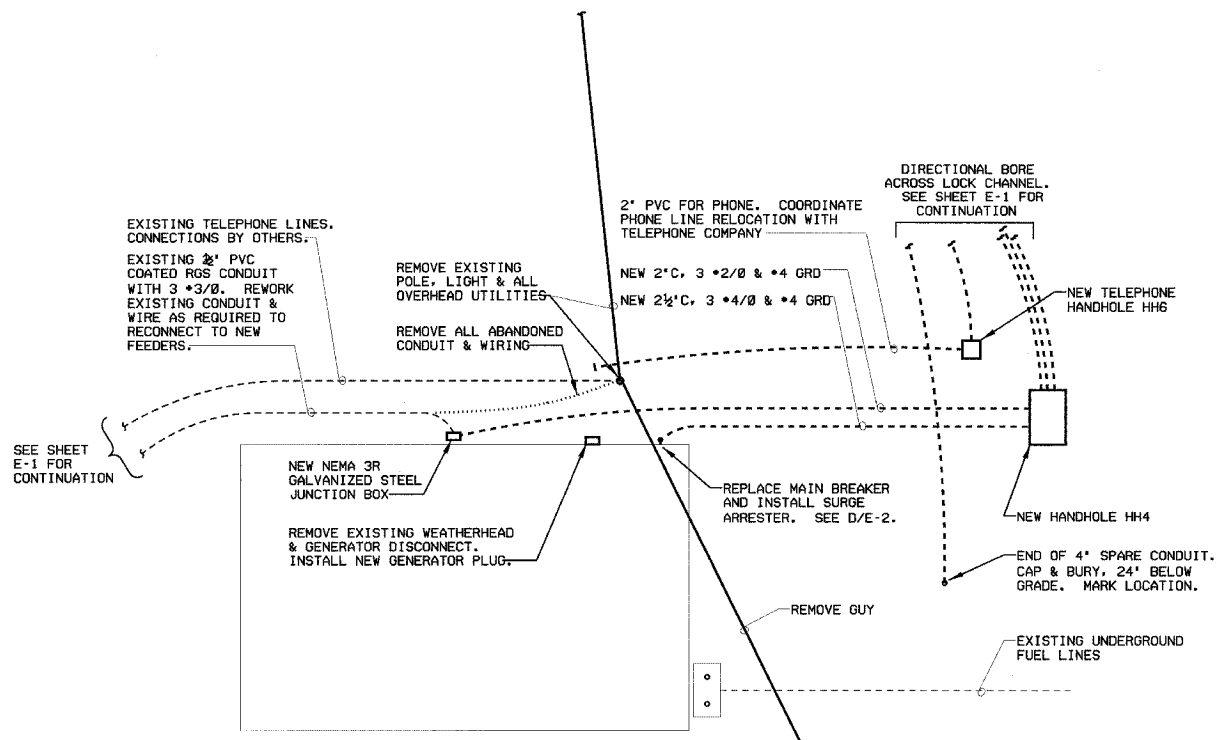 DIRECTIONAL BORE
ACROSS LOCK CHANNEL.
SEE SHEET E-1 FOR
CONTINUATION
2" PVC FOR PHONE. COORDINATE
PHONE LINE RELOCATION WITH
TELEPHONE COMPANY
EXISTING TELEPHONE LINES.
CONNECTIONS BY OTHERS.
EXISTING 2½" PVC
COATED RGS CONDUIT
WITH 3 #3/0. REWORK
EXISTING CONDUIT &
WIRE AS REQUIRED TO
RECONNECT TO NEW
FEEDERS.
REMOVE EXISTING
POLE, LIGHT & ALL
OVERHEAD UTILITIES
NEW 2"C, 3 #2/0 & #4 GRD
NEW 2½"C, 3 #4/0 & #4 GRD
NEW TELEPHONE
HANDHOLE HH6
REMOVE ALL ABANDONED
CONDUIT & WIRING
SEE SHEET
E-1 FOR
CONTINUATION
NEW NEMA 3R
GALVANIZED STEEL
JUNCTION BOX
REPLACE MAIN BREAKER
AND INSTALL SURGE
ARRESTER. SEE D/E-2.
NEW HANDHOLE HH4
REMOVE EXISTING WEATHERHEAD
& GENERATOR DISCONNECT.
INSTALL NEW GENERATOR PLUG.
END OF 4" SPARE CONDUIT.
CAP & BURY, 24" BELOW
GRADE. MARK LOCATION.
REMOVE GUY
EXISTING UNDERGROUND
FUEL LINES